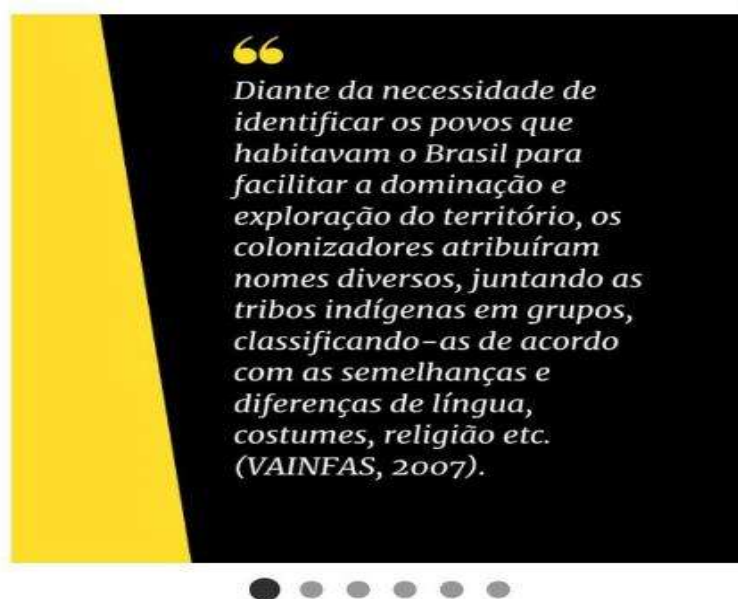 “
Diante da necessidade de
identificar os povos que
habitavam o Brasil para
facilitar a dominação e
exploração do território, os
colonizadores atribuíram
nomes diversos, juntando as
tribos indígenas em grupos,
classificando-as de acordo
com as semelhanças e
diferenças de língua,
costumes, religião etc.
(VAINFAS, 2007).